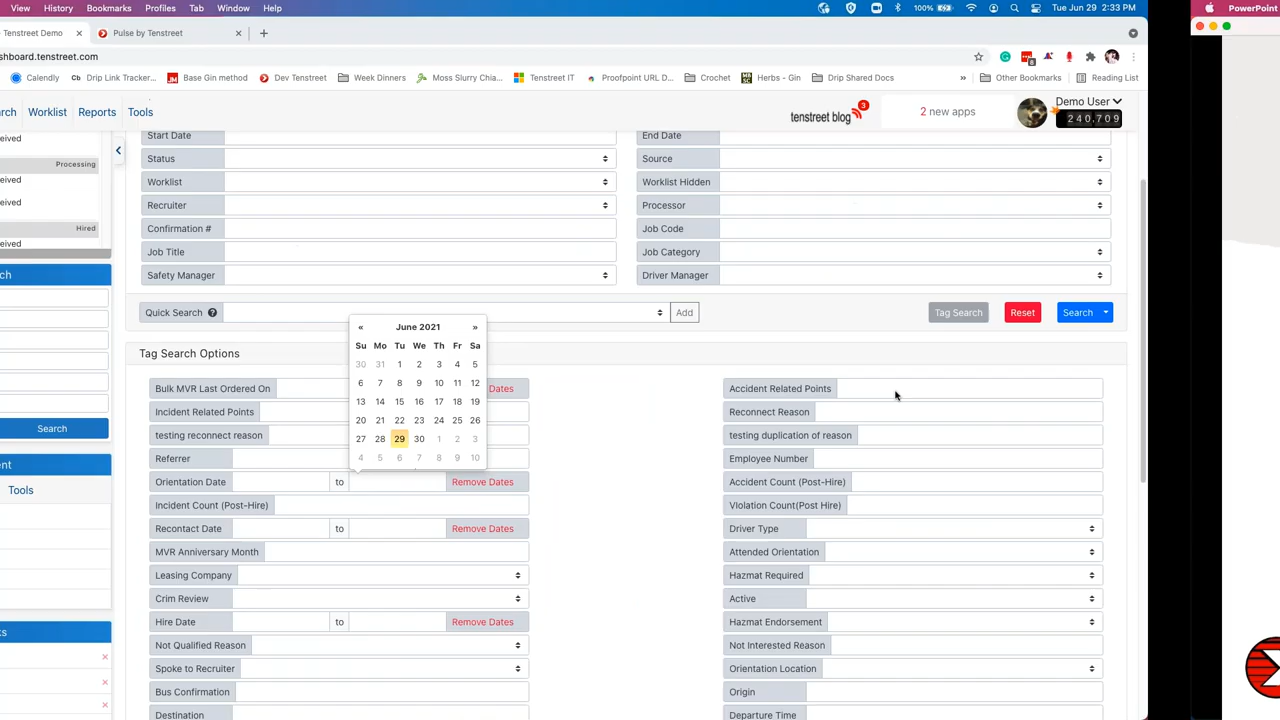 View History Bookmarks Profiles Tab Window Help 100% Tue Jun 29 2:33 PM PowerPoint
Tenstreet Demo × Pulse by Tenstreet × +
shboard.tenstreet.com
Calendly Cb Drip Link Tracker... JM Base Gin method Dev Tenstreet Week Dinners Moss Slurry Chia... Tenstreet IT Proofpoint URL D... Crochet Herbs - Gin Drip Shared Docs » Other Bookmarks Reading List
arch Worklist Reports Tools tenstreet blog 3 2 new apps Demo User
240,709
ceived Start Date End Date
Processing Status Source
eived Worklist Worklist Hidden
eived Recruiter Processor
Hired Confirmation # Job Code
eived Job Title Job Category
ch Safety Manager Driver Manager
Quick Search ? Add Tag Search Reset Search
« June 2021 »
Su Mo Tu We Th Fr Sa
30 31 1 2 3 4 5
6 7 8 9 10 11 12
13 14 15 16 17 18 19
20 21 22 23 24 25 26
27 28 29 30 1 2 3
4 5 6 7 8 9 10
Tag Search Options
Bulk MVR Last Ordered On Dates Accident Related Points
Incident Related Points Reconnect Reason
Search testing reconnect reason testing duplication of reason
ent Referrer Employee Number
Tools Orientation Date to Remove Dates Accident Count (Post-Hire)
Incident Count (Post-Hire) Violation Count(Post Hire)
Recontact Date to Remove Dates Driver Type
MVR Anniversary Month Attended Orientation
Leasing Company Hazmat Required
Crim Review Active
ks Hire Date to Remove Dates Hazmat Endorsement
Not Qualified Reason Not Interested Reason
Spoke to Recruiter Orientation Location
Bus Confirmation Origin
Destination Departure Time